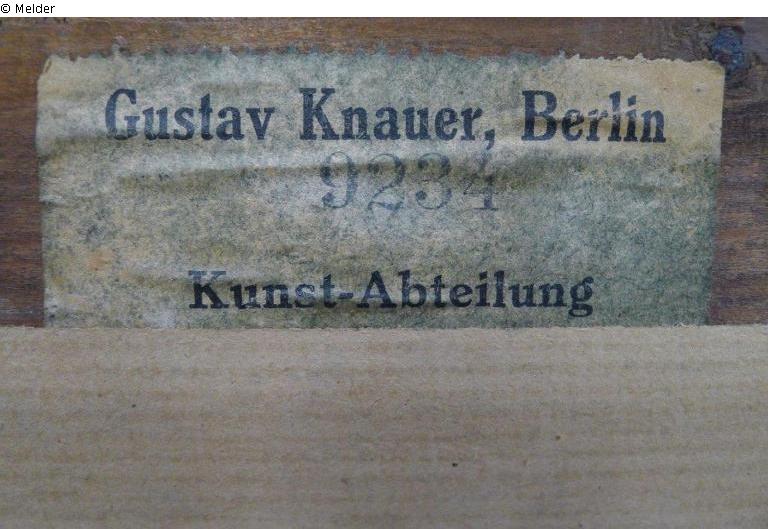 © Melder
Gustav Knauer, Berlin
9234
Kunst-Abteilung